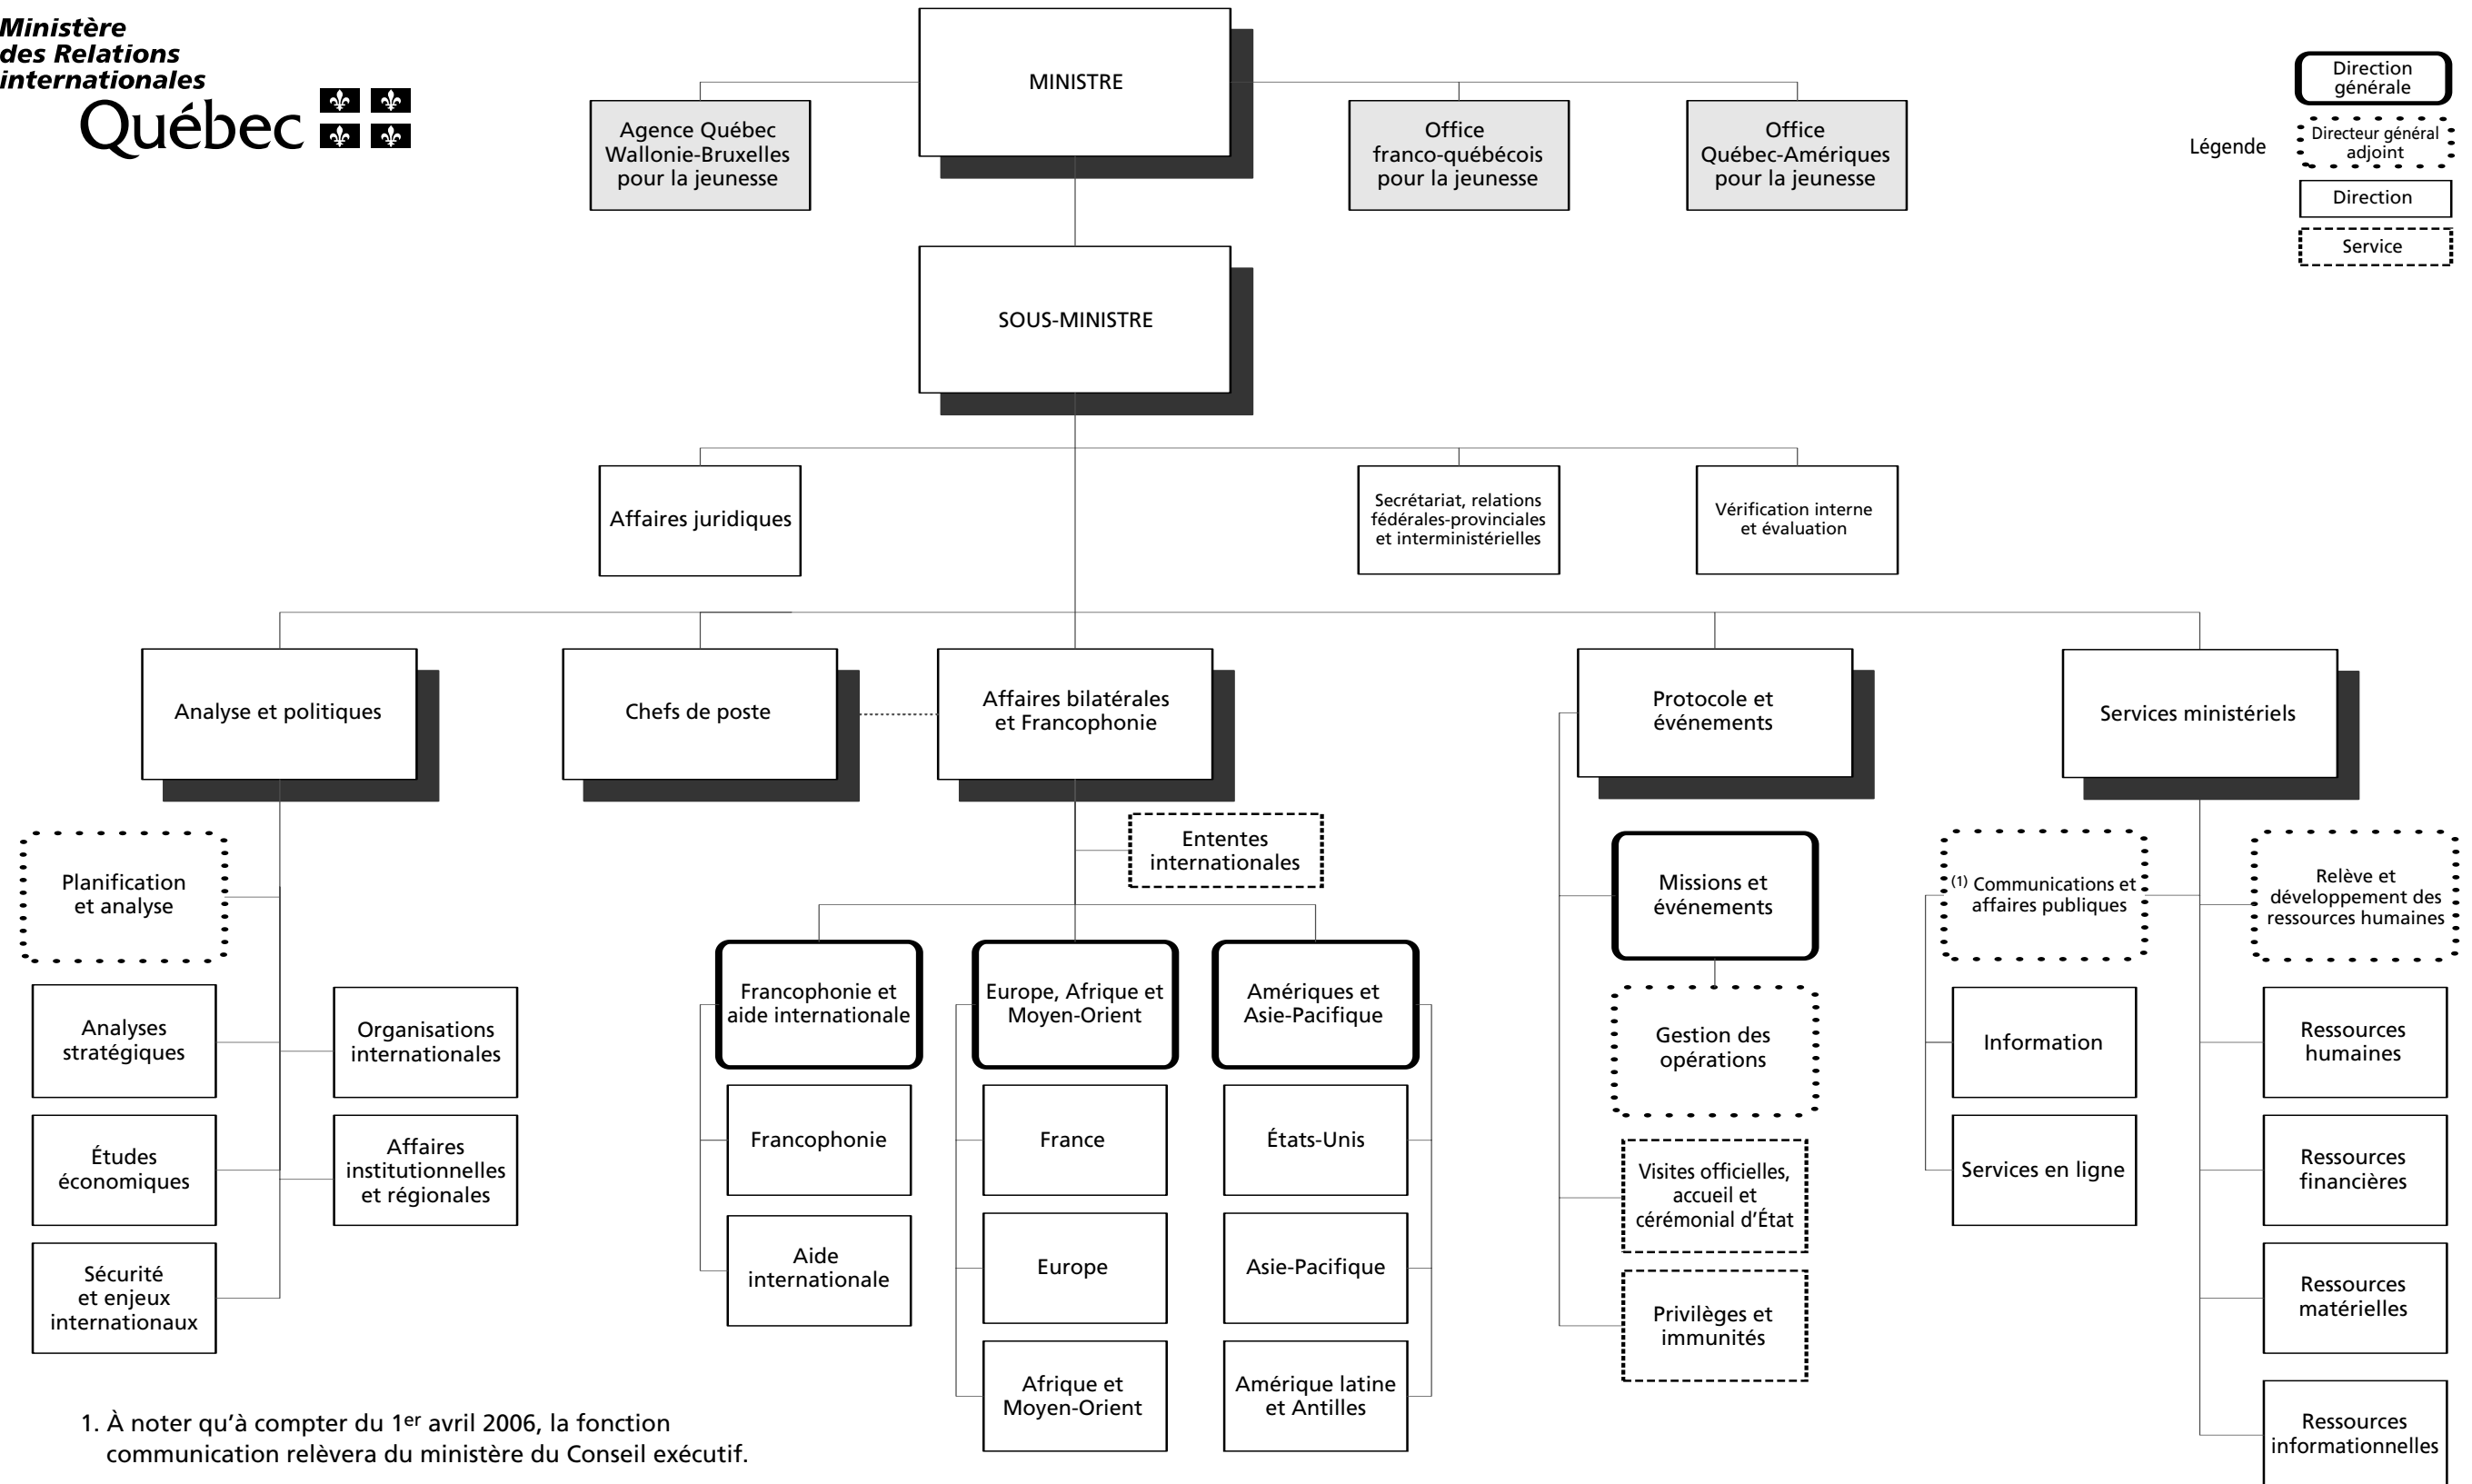 Ministère
des Relations
internationales
Québec
MINISTRE
Agence Québec
Wallonie-Bruxelles
pour la jeunesse
Office
franco-québécois
pour la jeunesse
Office
Québec-Amériques
pour la jeunesse
Légende
Direction
générale
Directeur général
adjoint
Direction
Service
SOUS-MINISTRE
Affaires juridiques
Secrétariat, relations
fédérales-provinciales
et interministérielles
Vérification interne
et évaluation
Analyse et politiques
Chefs de poste
Affaires bilatérales
et Francophonie
Protocole et
événements
Services ministériels
Planification
et analyse
Analyses
stratégiques
Organisations
internationales
Études
économiques
Affaires
institutionnelles
et régionales
Sécurité
et enjeux
internationaux
Ententes
internationales
Francophonie et
aide internationale
Francophonie
Aide
internationale
Europe, Afrique et
Moyen-Orient
France
Europe
Afrique et
Moyen-Orient
Amériques et
Asie-Pacifique
États-Unis
Asie-Pacifique
Amérique latine
et Antilles
Missions et
événements
Gestion des
opérations
Visites officielles,
accueil et
cérémonial d'État
Privilèges et
immunités
(1) Communications et
affaires publiques
Information
Services en ligne
Relève et
développement des
ressources humaines
Ressources
humaines
Ressources
financières
Ressources
matérielles
Ressources
informationnelles
1. À noter qu'à compter du 1er avril 2006, la fonction
communication relèvera du ministère du Conseil exécutif.